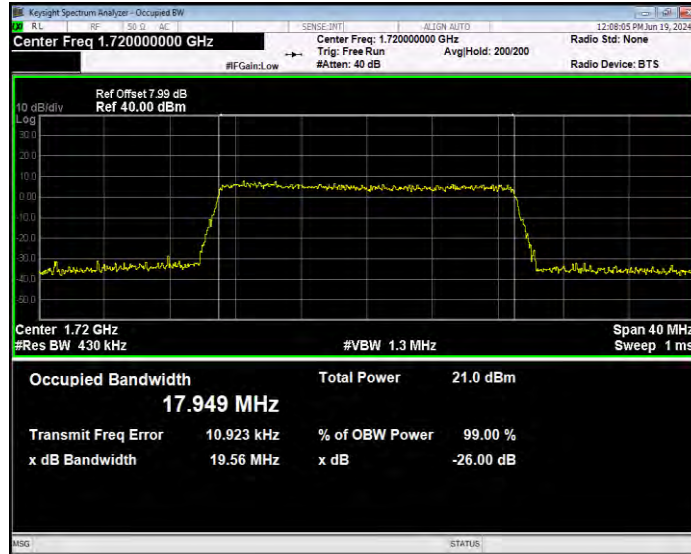 Keysight Spectrum Analyzer - Occupied BW
RL RF 50 Ω AC SENSE:INT ALIGN AUTO 12:08:05 PM Jun 19, 2024
Center Freq 1.720000000 GHz
Center Freq: 1.720000000 GHz
Radio Std: None
Trig: Free Run Avg|Hold: 200/200
#IFGain:Low #Atten: 40 dB Radio Device: BTS
Ref Offset 7.99 dB
10 dB/div Ref 40.00 dBm
Log
30.0
20.0
10.0
0.00
-10.0
-20.0
-30.0
-40.0
-50.0
Center 1.72 GHz Span 40 MHz
#Res BW 430 kHz #VBW 1.3 MHz Sweep 1 ms
Occupied Bandwidth Total Power 21.0 dBm
17.949 MHz
Transmit Freq Error 10.923 kHz % of OBW Power 99.00 %
x dB Bandwidth 19.56 MHz x dB -26.00 dB
MSG STATUS